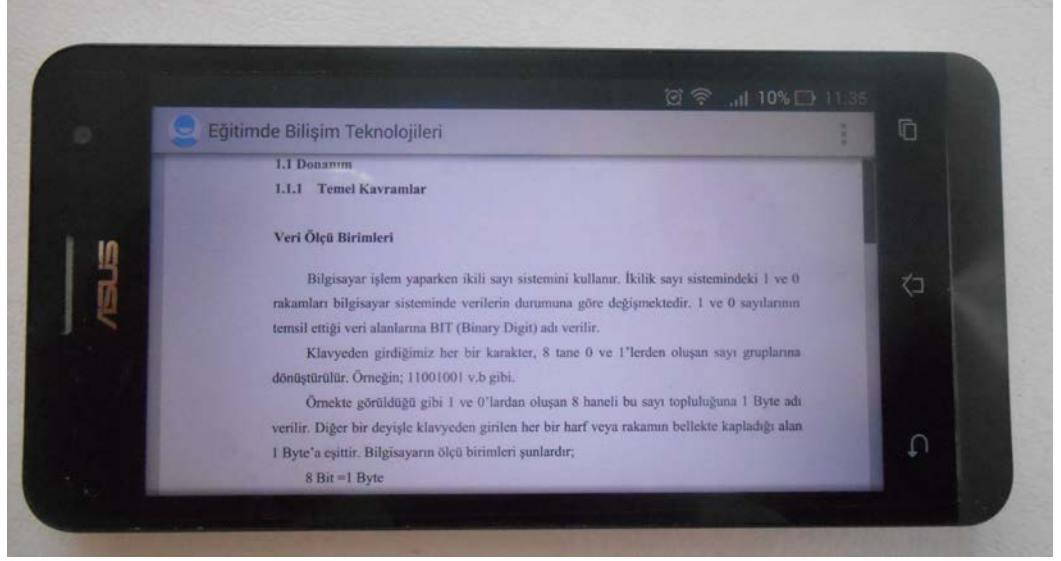 10% 11:35
Eğitimde Bilişim Teknolojileri
1.1 Donanım
1.1.1 Temel Kavramlar
Veri Ölçü Birimleri
Bilgisayar işlem yaparken ikili sayı sistemini kullanır. İkilik sayı sistemindeki 1 ve 0
rakamları bilgisayar sisteminde verilerin durumuna göre değişmektedir. 1 ve 0 sayılarının
temsil ettiği veri alanlarına BIT (Binary Digit) adı verilir.
Klavyeden girdiğimiz her bir karakter, 8 tane 0 ve 1’lerden oluşan sayı gruplarına
dönüştürülür. Örneğin; 11001001 v.b gibi.
Örnekte görüldüğü gibi 1 ve 0’lardan oluşan 8 haneli bu sayı topluluğuna 1 Byte adı
verilir. Diğer bir deyişle klavyeden girilen her bir harf veya rakamın bellekte kapladığı alan
1 Byte’a eşittir. Bilgisayarın ölçü birimleri şunlardır;
8 Bit =1 Byte
ASUS